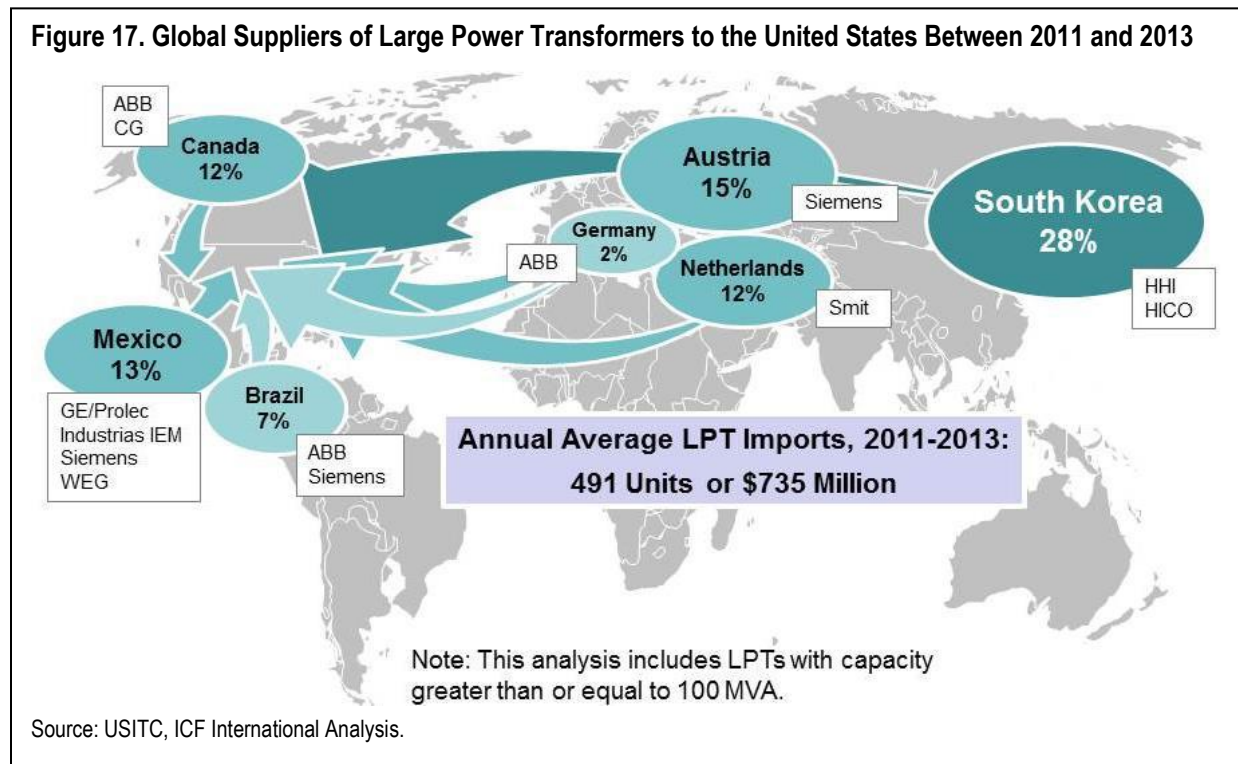 Figure 17. Global Suppliers of Large Power Transformers to the United States Between 2011 and 2013
ABB
CG
Canada
12%
Austria
15%
Siemens
South Korea
28%
HHI
HICO
Germany
2%
ABB
Netherlands
12%
Smit
Mexico
13%
GE/Prolec
Industrias IEM
Siemens
WEG
Brazil
7%
ABB
Siemens
Annual Average LPT Imports, 2011-2013:
491 Units or $735 Million
Note: This analysis includes LPTs with capacity
greater than or equal to 100 MVA.
Source: USITC, ICF International Analysis.